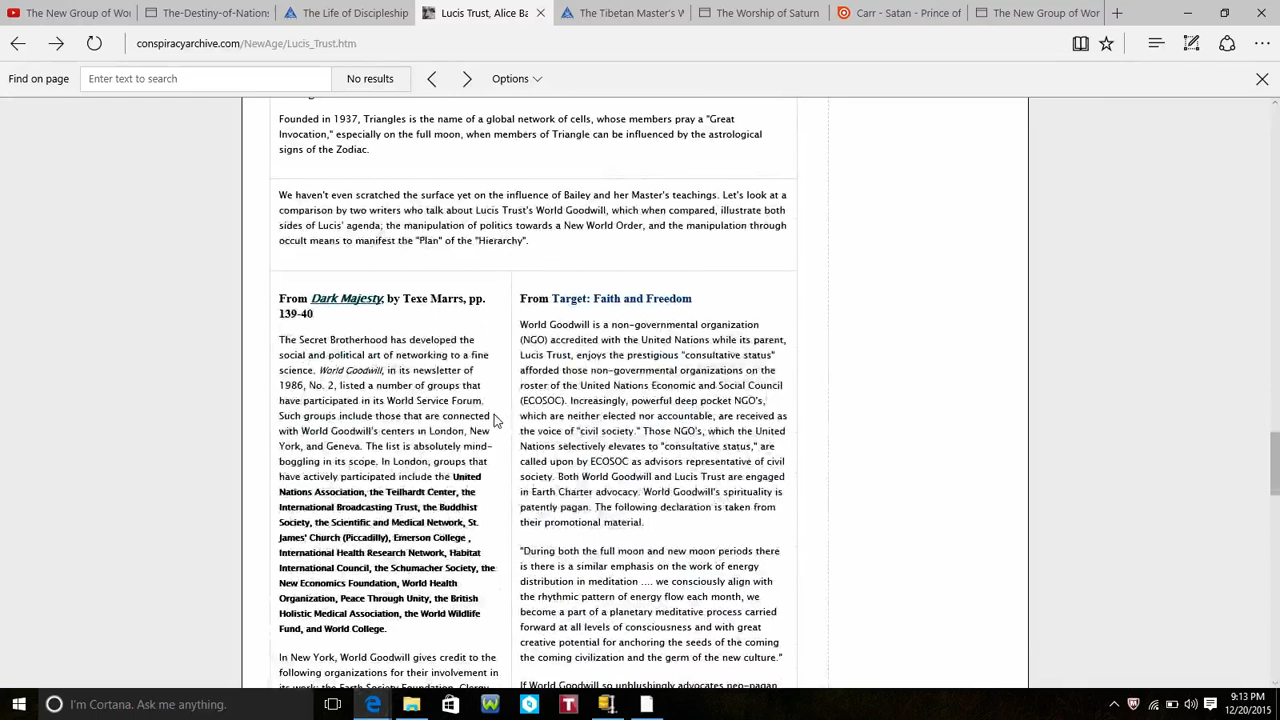 The New Group of Wor
The-Destiny-of-Nations
The Life of Discipleship
Lucis Trust, Alice Ba
The Tibetan Master's W
The Worship of Saturn
Carr - Satan - Prince of
The New Group of Wor
conspiracyarchive.com/NewAge/Lucis_Trust.htm
Find on page
Enter text to search
No results
Options
Founded in 1937, Triangles is the name of a global network of cells, whose members pray a "Great
Invocation," especially on the full moon, when members of Triangle can be influenced by the astrological
signs of the Zodiac.
We haven't even scratched the surface yet on the influence of Bailey and her Master's teachings. Let's look at a
comparison by two writers who talk about Lucis Trust's World Goodwill, which when compared, illustrate both
sides of Lucis' agenda; the manipulation of politics towards a New World Order, and the manipulation through
occult means to manifest the "Plan" of the "Hierarchy".
From Dark Majesty, by Texe Marrs, pp.
139-40
The Secret Brotherhood has developed the
social and political art of networking to a fine
science. World Goodwill, in its newsletter of
1986, No. 2, listed a number of groups that
have participated in its World Service Forum.
Such groups include those that are connected
with World Goodwill's centers in London, New
York, and Geneva. The list is absolutely mind-
boggling in its scope. In London, groups that
have actively participated include the United
Nations Association, the Teilhardt Center, the
International Broadcasting Trust, the Buddhist
Society, the Scientific and Medical Network, St.
James' Church (Piccadilly), Emerson College ,
International Health Research Network, Habitat
International Council, the Schumacher Society, the
New Economics Foundation, World Health
Organization, Peace Through Unity, the British
Holistic Medical Association, the World Wildlife
Fund, and World College.
In New York, World Goodwill gives credit to the
following organizations for their involvement in
its work: the Earth Society Foundation, Clergy
From Target: Faith and Freedom
World Goodwill is a non-governmental organization
(NGO) accredited with the United Nations while its parent,
Lucis Trust, enjoys the prestigious "consultative status"
afforded those non-governmental organizations on the
roster of the United Nations Economic and Social Council
(ECOSOC). Increasingly, powerful deep pocket NGO's,
which are neither elected nor accountable, are received as
the voice of "civil society." Those NGO's, which the United
Nations selectively elevates to "consultative status," are
called upon by ECOSOC as advisors representative of civil
society. Both World Goodwill and Lucis Trust are engaged
in Earth Charter advocacy. World Goodwill's spirituality is
patently pagan. The following declaration is taken from
their promotional material.
"During both the full moon and new moon periods there
is there is a similar emphasis on the work of energy
distribution in meditation .... we consciously align with
the rhythmic pattern of energy flow each month, we
become a part of a planetary meditative process carried
forward at all levels of consciousness and with great
creative potential for anchoring the seeds of the coming
the coming civilization and the germ of the new culture."
If World Goodwill so unblushingly advocates neo-pagan
I'm Cortana. Ask me anything.
9:13 PM
12/20/2015